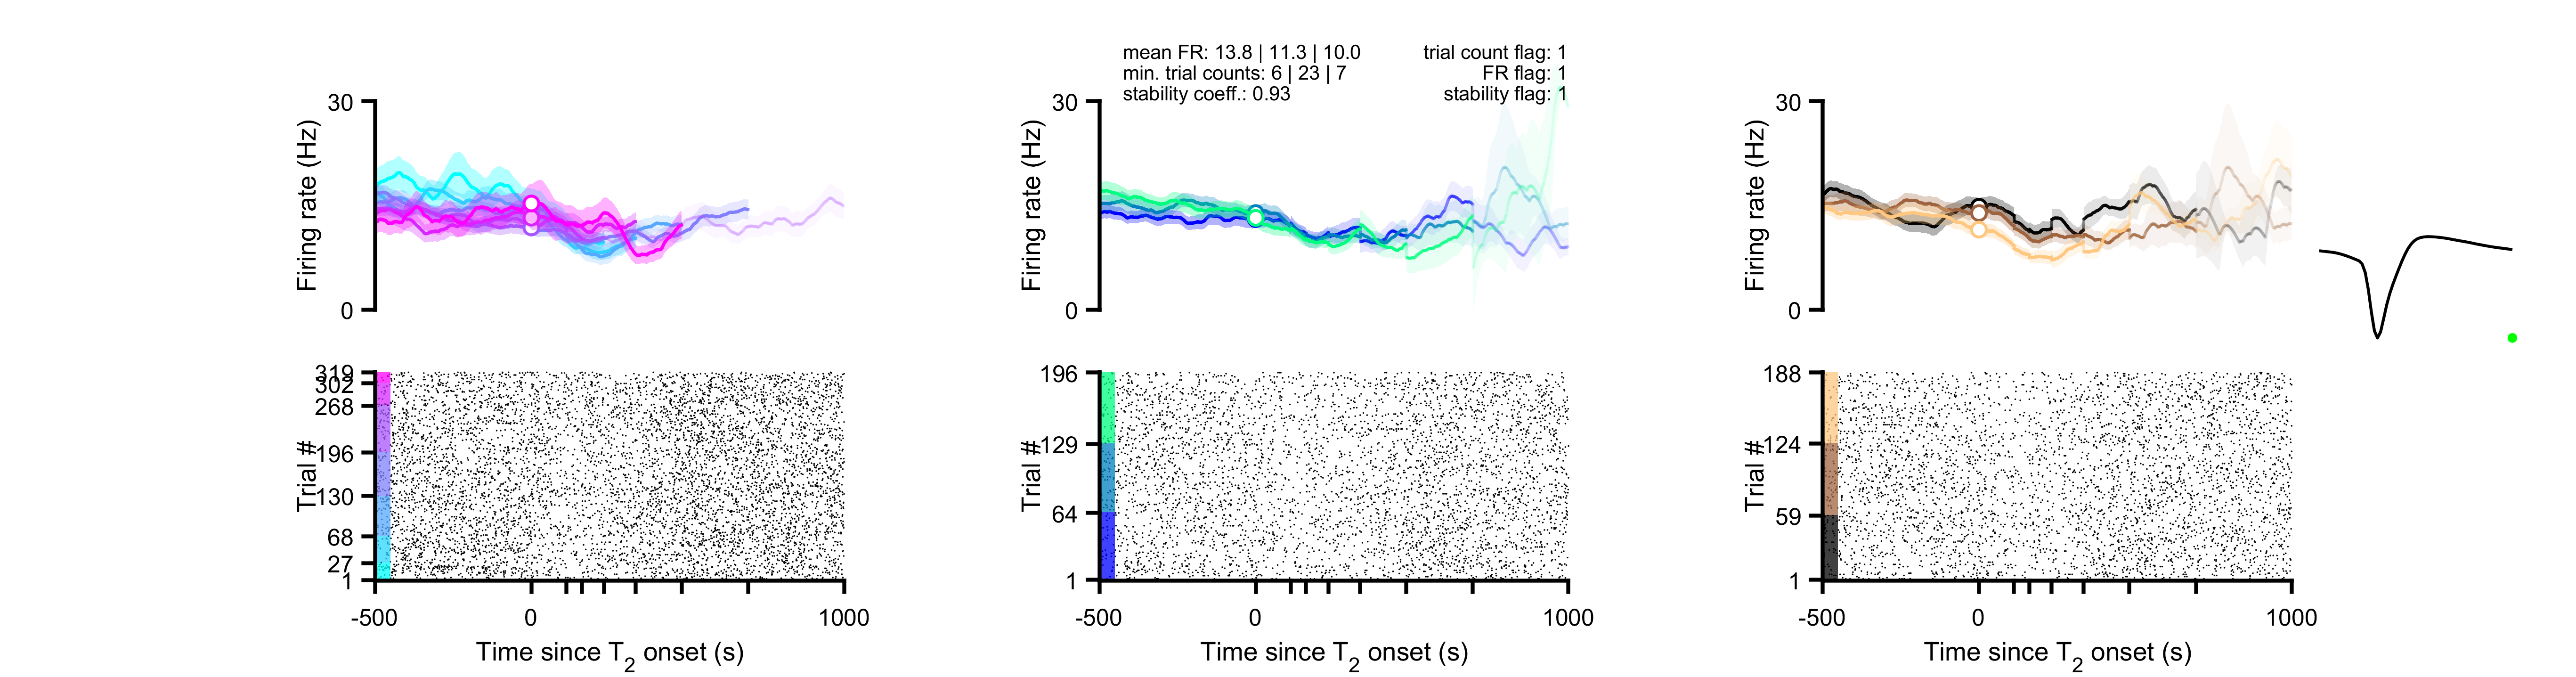 mean FR: 13.8 | 11.3 | 10.0
min. trial counts: 6 | 23 | 7
stability coeff.: 0.93
trial count flag: 1
FR flag: 1
stability flag: 1
30
Firing rate (Hz)
0
319
302
268
196
130
68
27
1
Trial #
-500
0
1000
Time since T2 onset (s)
30
Firing rate (Hz)
0
196
129
64
1
Trial #
-500
0
1000
Time since T2 onset (s)
30
Firing rate (Hz)
0
188
124
59
1
Trial #
-500
0
1000
Time since T2 onset (s)